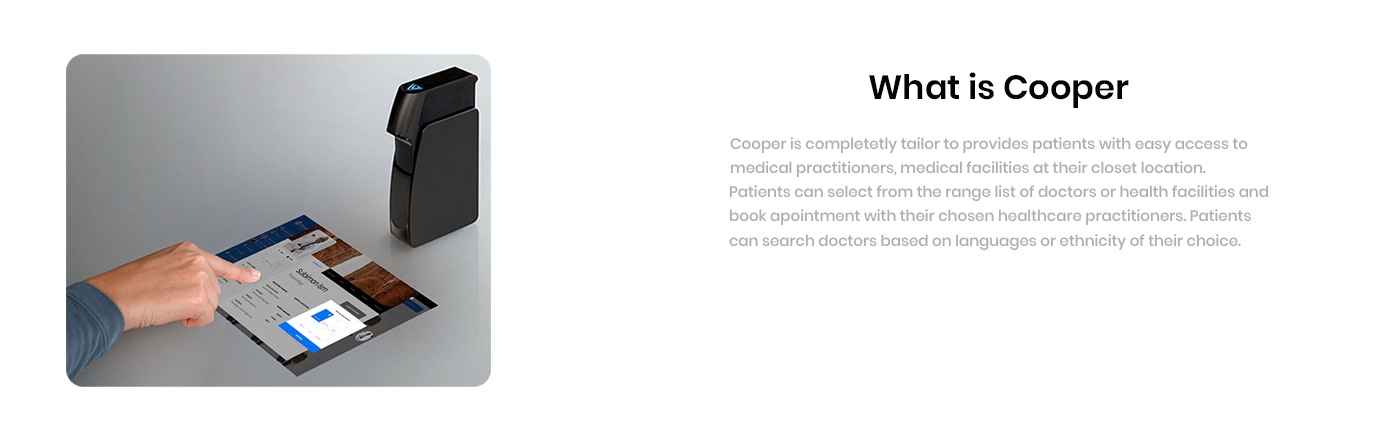 What is Cooper
Cooper is completetly tailor to provides patients with easy access to
medical practitioners, medical facilities at their closet location.
Patients can select from the range list of doctors or health facilities and
book apointment with their chosen healthcare practitioners. Patients
can search doctors based on languages or ethnicity of their choice.